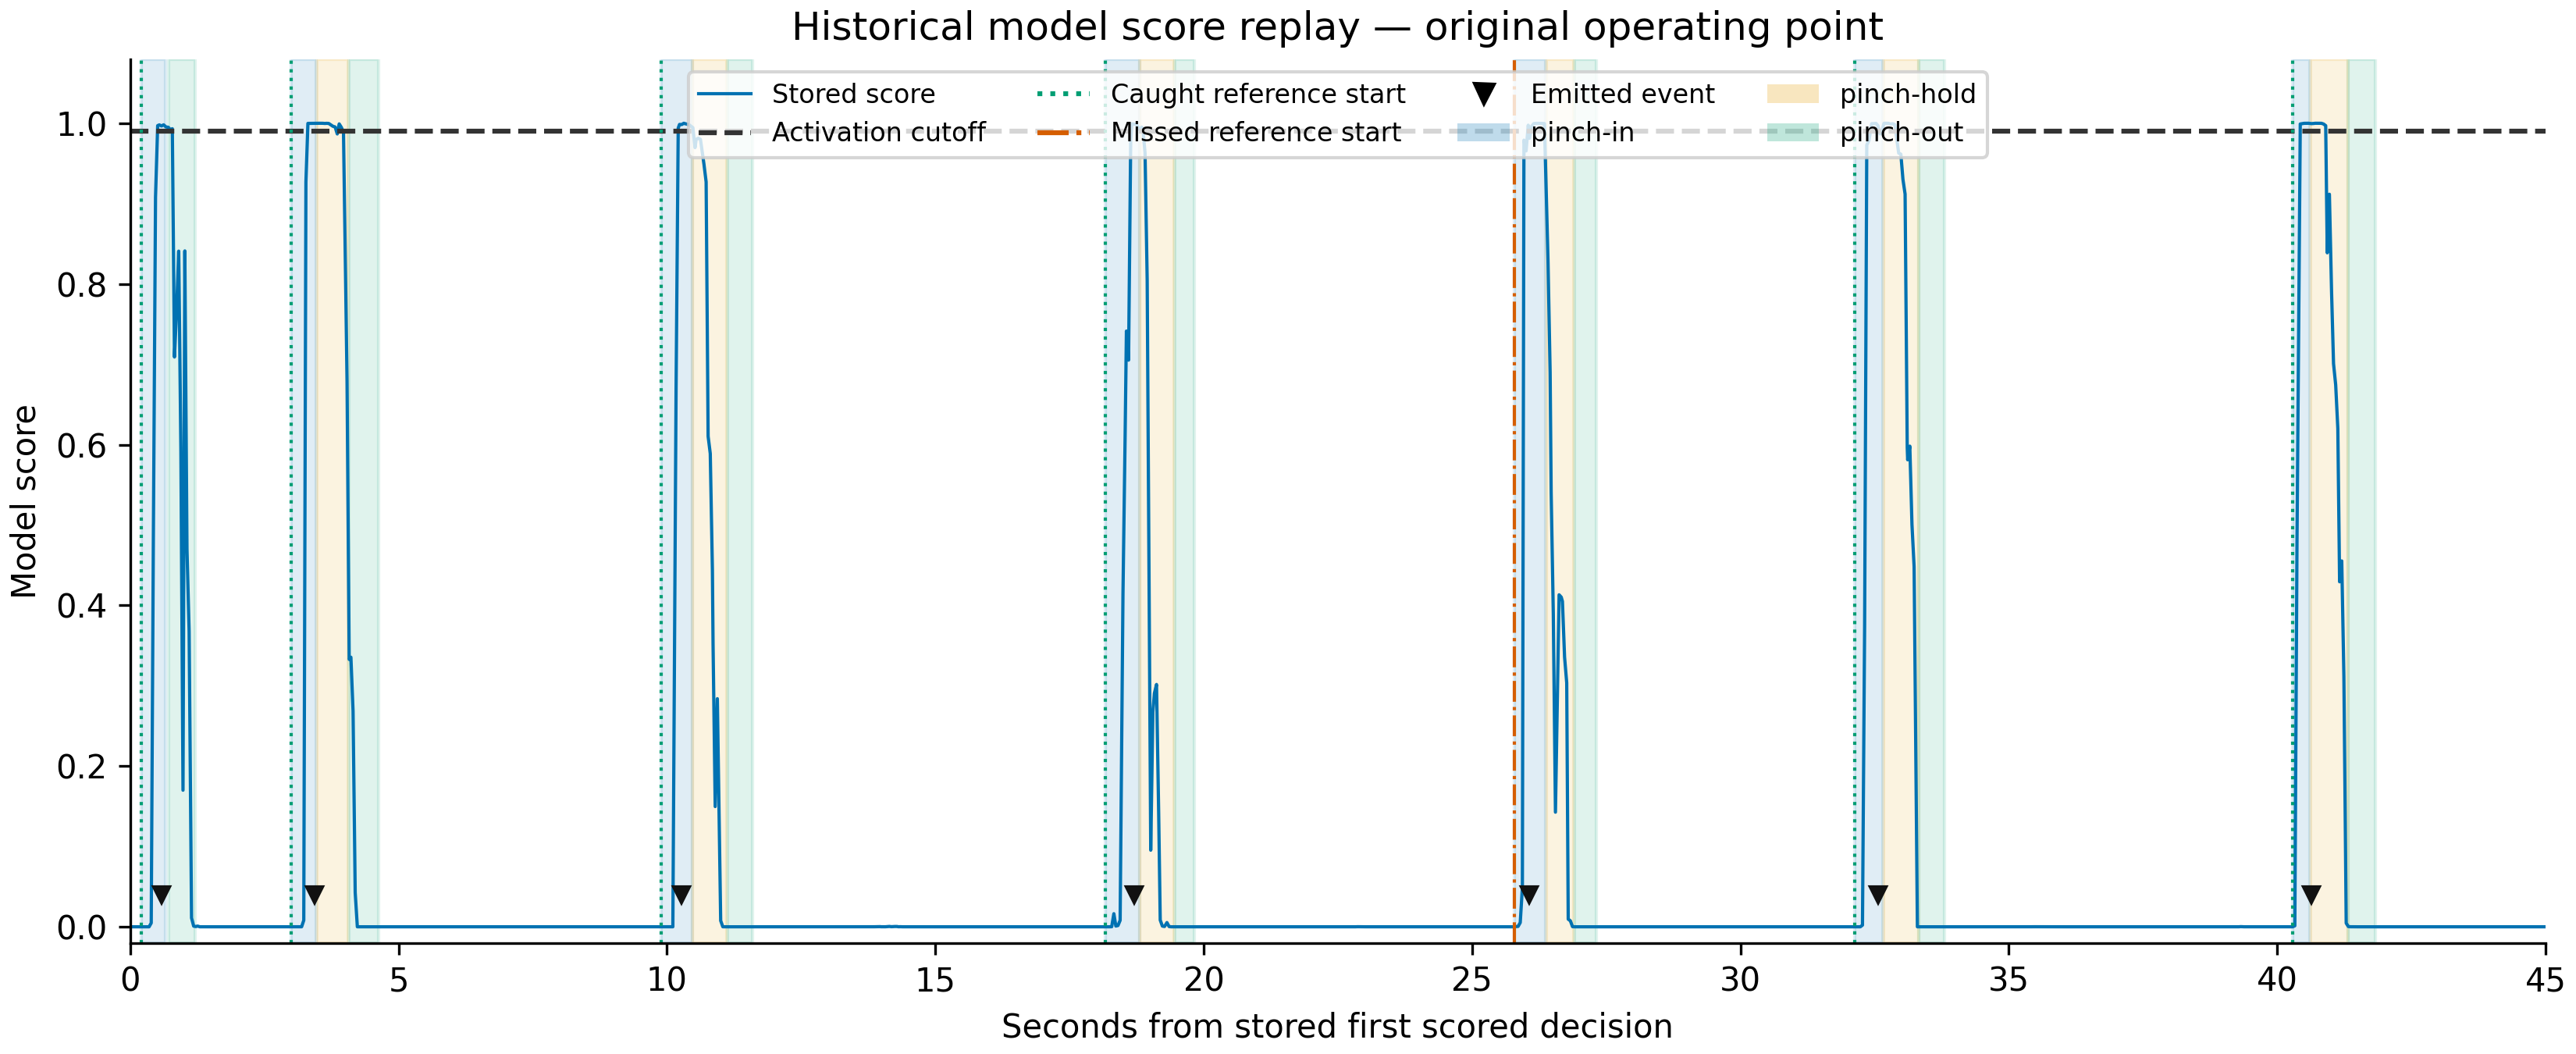 Historical model score replay — original operating point
Stored score
Activation cutoff
Caught reference start
Missed reference start
Emitted event
pinch-in
pinch-hold
pinch-out
Model score
1.0
0.8
0.6
0.4
0.2
0.0
0 5 10 15 20 25 30 35 40 45
Seconds from stored first scored decision